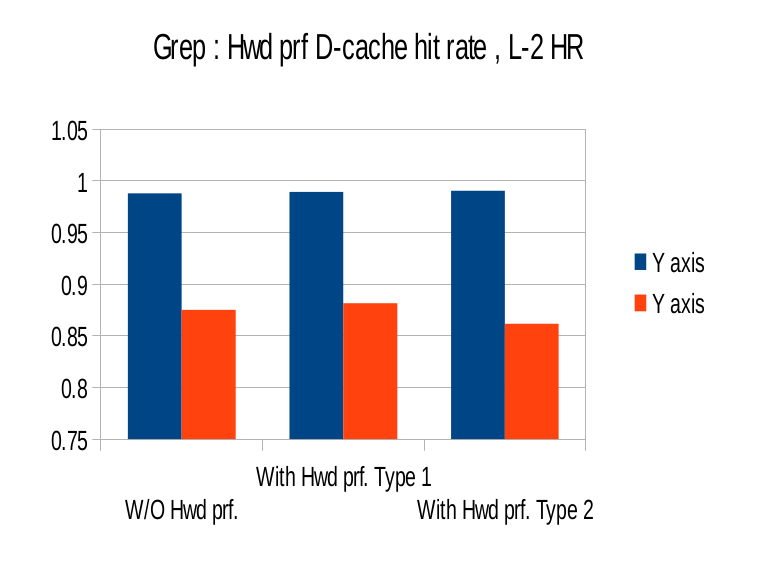 Grep : Hwd prf D-cache hit rate , L-2 HR
1.05
1
0.95
0.9
0.85
0.8
0.75
Y axis
Y axis
With Hwd prf. Type 1
W/O Hwd prf.
With Hwd prf. Type 2